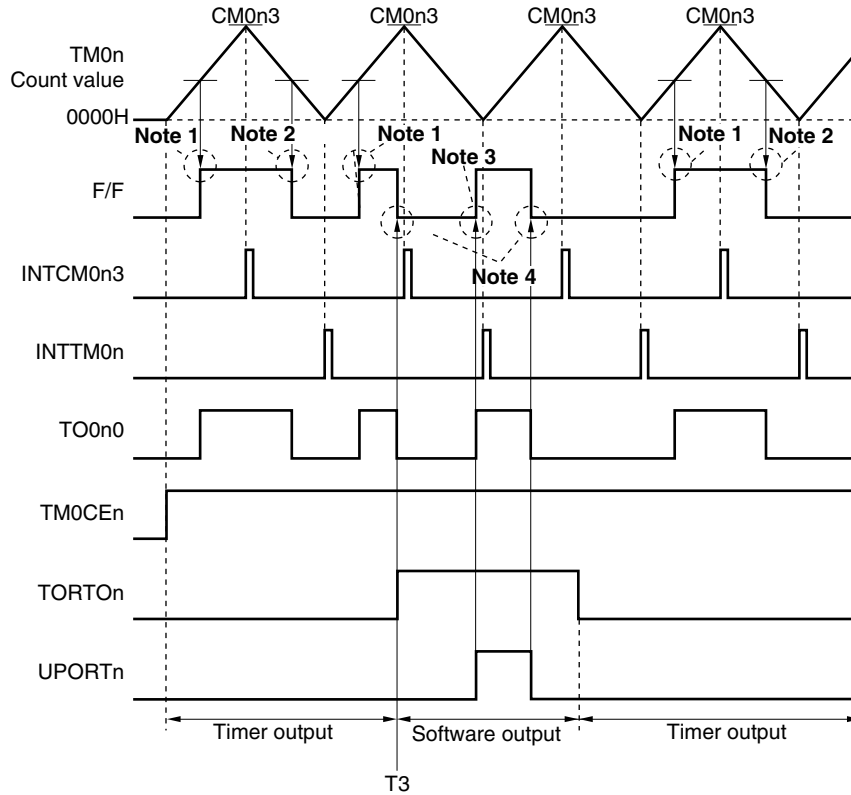 CM0n3 CM0n3 CM0n3 CM0n3
TM0n
Count value
0000H
Note 1 Note 2 Note 1 Note 1 Note 2
Note 3
F/F
Note 4
INTCM0n3
INTTM0n
TO0n0
TM0CEn
TORTOn
UPORTn
Timer output Software output Timer output
T3